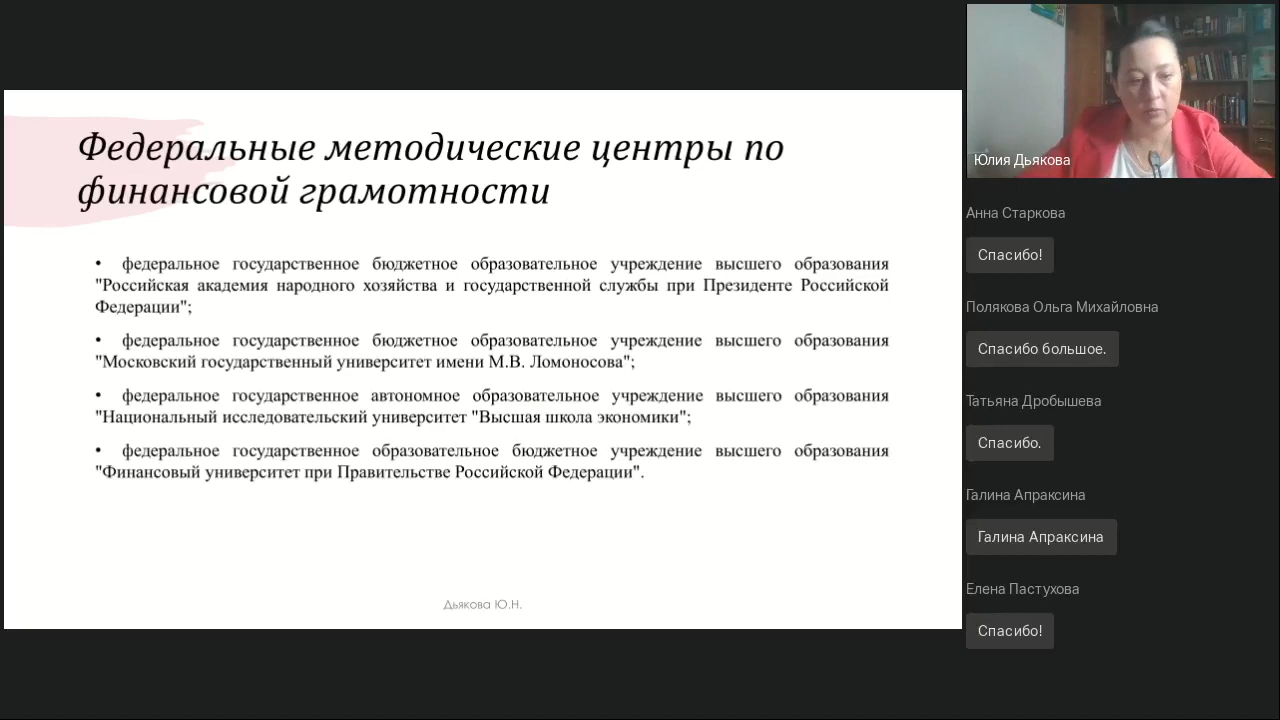 Федеральные методические центры по
финансовой грамотности
• федеральное государственное бюджетное образовательное учреждение высшего образования
"Российская академия народного хозяйства и государственной службы при Президенте Российской
Федерации";
• федеральное государственное бюджетное образовательное учреждение высшего образования
"Московский государственный университет имени М.В. Ломоносова";
• федеральное государственное автономное образовательное учреждение высшего образования
"Национальный исследовательский университет "Высшая школа экономики";
• федеральное государственное образовательное бюджетное учреждение высшего образования
"Финансовый университет при Правительстве Российской Федерации".
Дьякова Ю.Н.
Юлия Дьякова
Анна Старкова
Спасибо!
Полякова Ольга Михайловна
Спасибо большое.
Татьяна Дробышева
Спасибо.
Галина Апраксина
Галина Апраксина
Елена Пастухова
Спасибо!